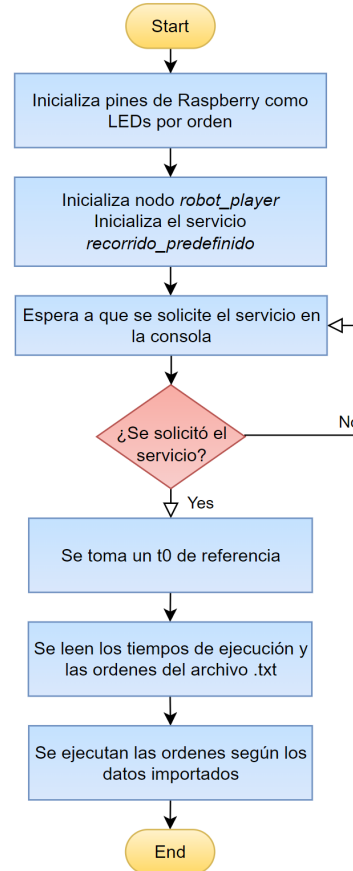 Start
Inicializa pines de Raspberry como
LEDs por orden
Inicializa nodo robot_player
Inicializa el servicio
recorrido_predefinido
Espera a que se solicite el servicio en
la consola
¿Se solicitó el
servicio?
No
Yes
Se toma un t0 de referencia
Se leen los tiempos de ejecución y
las ordenes del archivo .txt
Se ejecutan las ordenes según los
datos importados
End